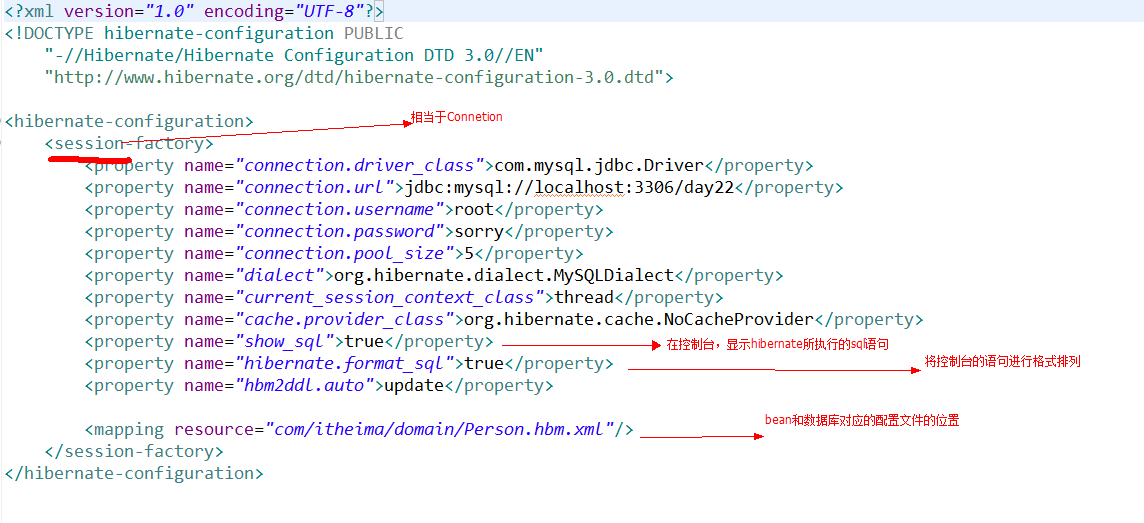 <?xml version="1.0" encoding="UTF-8"?>
<!DOCTYPE hibernate-configuration PUBLIC
"-//Hibernate/Hibernate Configuration DTD 3.0//EN"
"http://www.hibernate.org/dtd/hibernate-configuration-3.0.dtd">
<hibernate-configuration>
相当于Connetion
<session-factory>
<property name="connection.driver_class">com.mysql.jdbc.Driver</property>
<property name="connection.url">jdbc:mysql://localhost:3306/day22</property>
<property name="connection.username">root</property>
<property name="connection.password">sorry</property>
<property name="connection.pool_size">5</property>
<property name="dialect">org.hibernate.dialect.MySQLDialect</property>
<property name="current_session_context_class">thread</property>
<property name="cache.provider_class">org.hibernate.cache.NoCacheProvider</property>
<property name="show_sql">true</property> 在控制台，显示hibernate所执行的sql语句
<property name="hibernate.format_sql">true</property> 将控制台的语句进行格式排列
<property name="hbm2ddl.auto">update</property>
<mapping resource="com/itheima/domain/Person.hbm.xml"/> bean和数据库对应的配置文件的位置
</session-factory>
</hibernate-configuration>